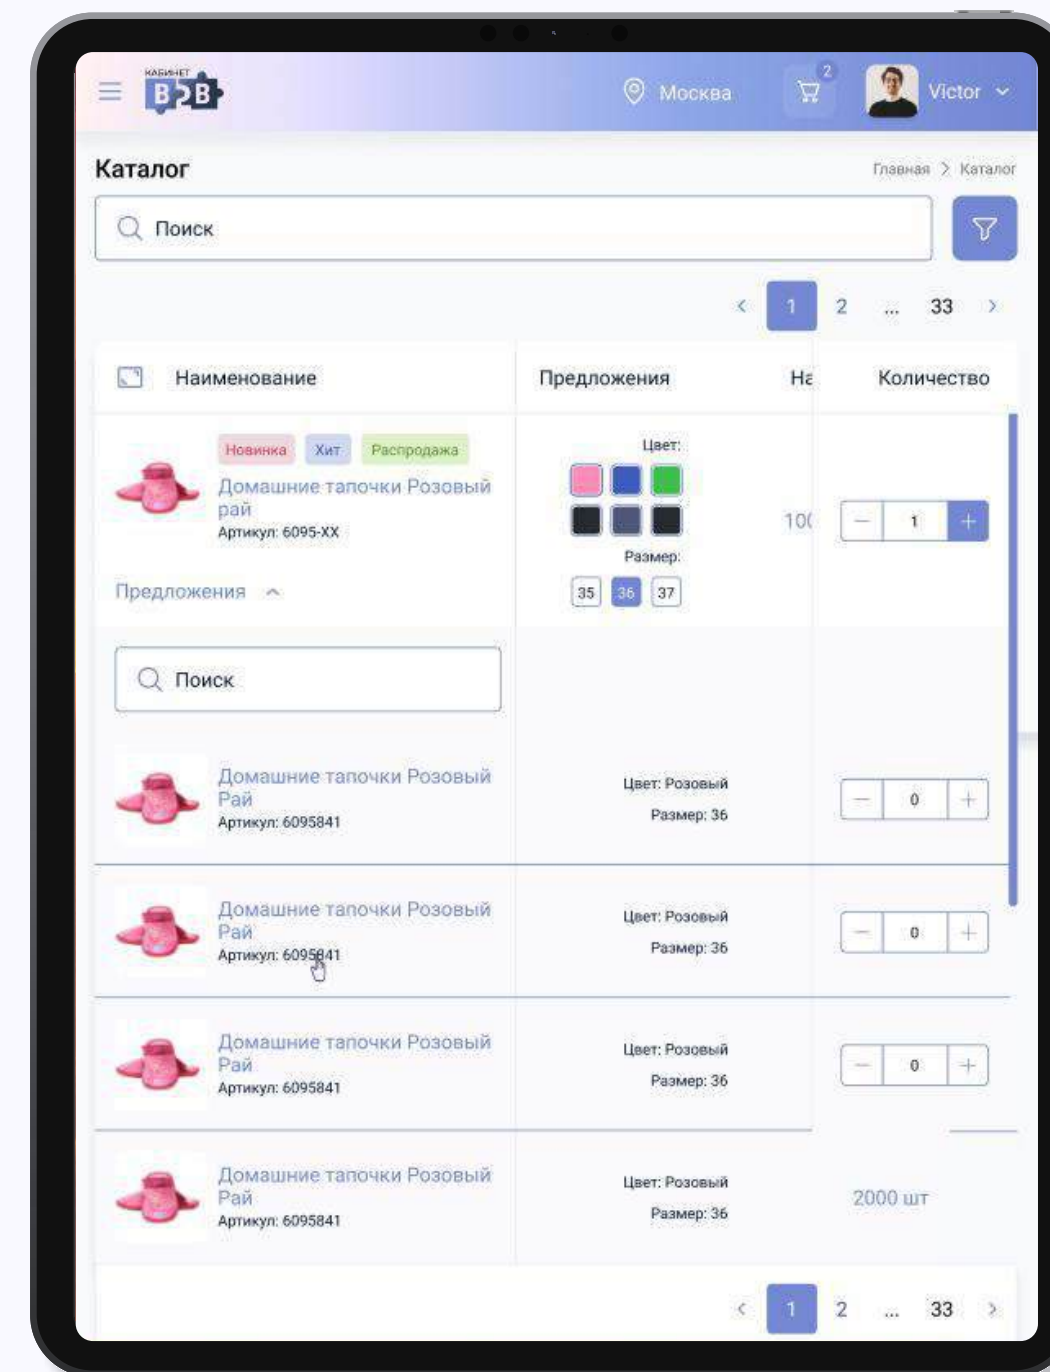 КАБИНЕТ
B2B
Москва
2
Victor
Каталог
Главная > Каталог
Поиск
< 1 2 ... 33 >
Наименование
Предложения
На
Количество
Новинка Хит Распродажа
Домашние тапочки Розовый
рай
Артикул: 6095-XX
Предложения
Цвет:
Размер:
35 36 37
100
1
Поиск
Домашние тапочки Розовый
Рай
Артикул: 6095841
Цвет: Розовый
Размер: 36
0
Домашние тапочки Розовый
Рай
Артикул: 6095841
Цвет: Розовый
Размер: 36
0
Домашние тапочки Розовый
Рай
Артикул: 6095841
Цвет: Розовый
Размер: 36
0
Домашние тапочки Розовый
Рай
Артикул: 6095841
Цвет: Розовый
Размер: 36
2000 шт
< 1 2 ... 33 >